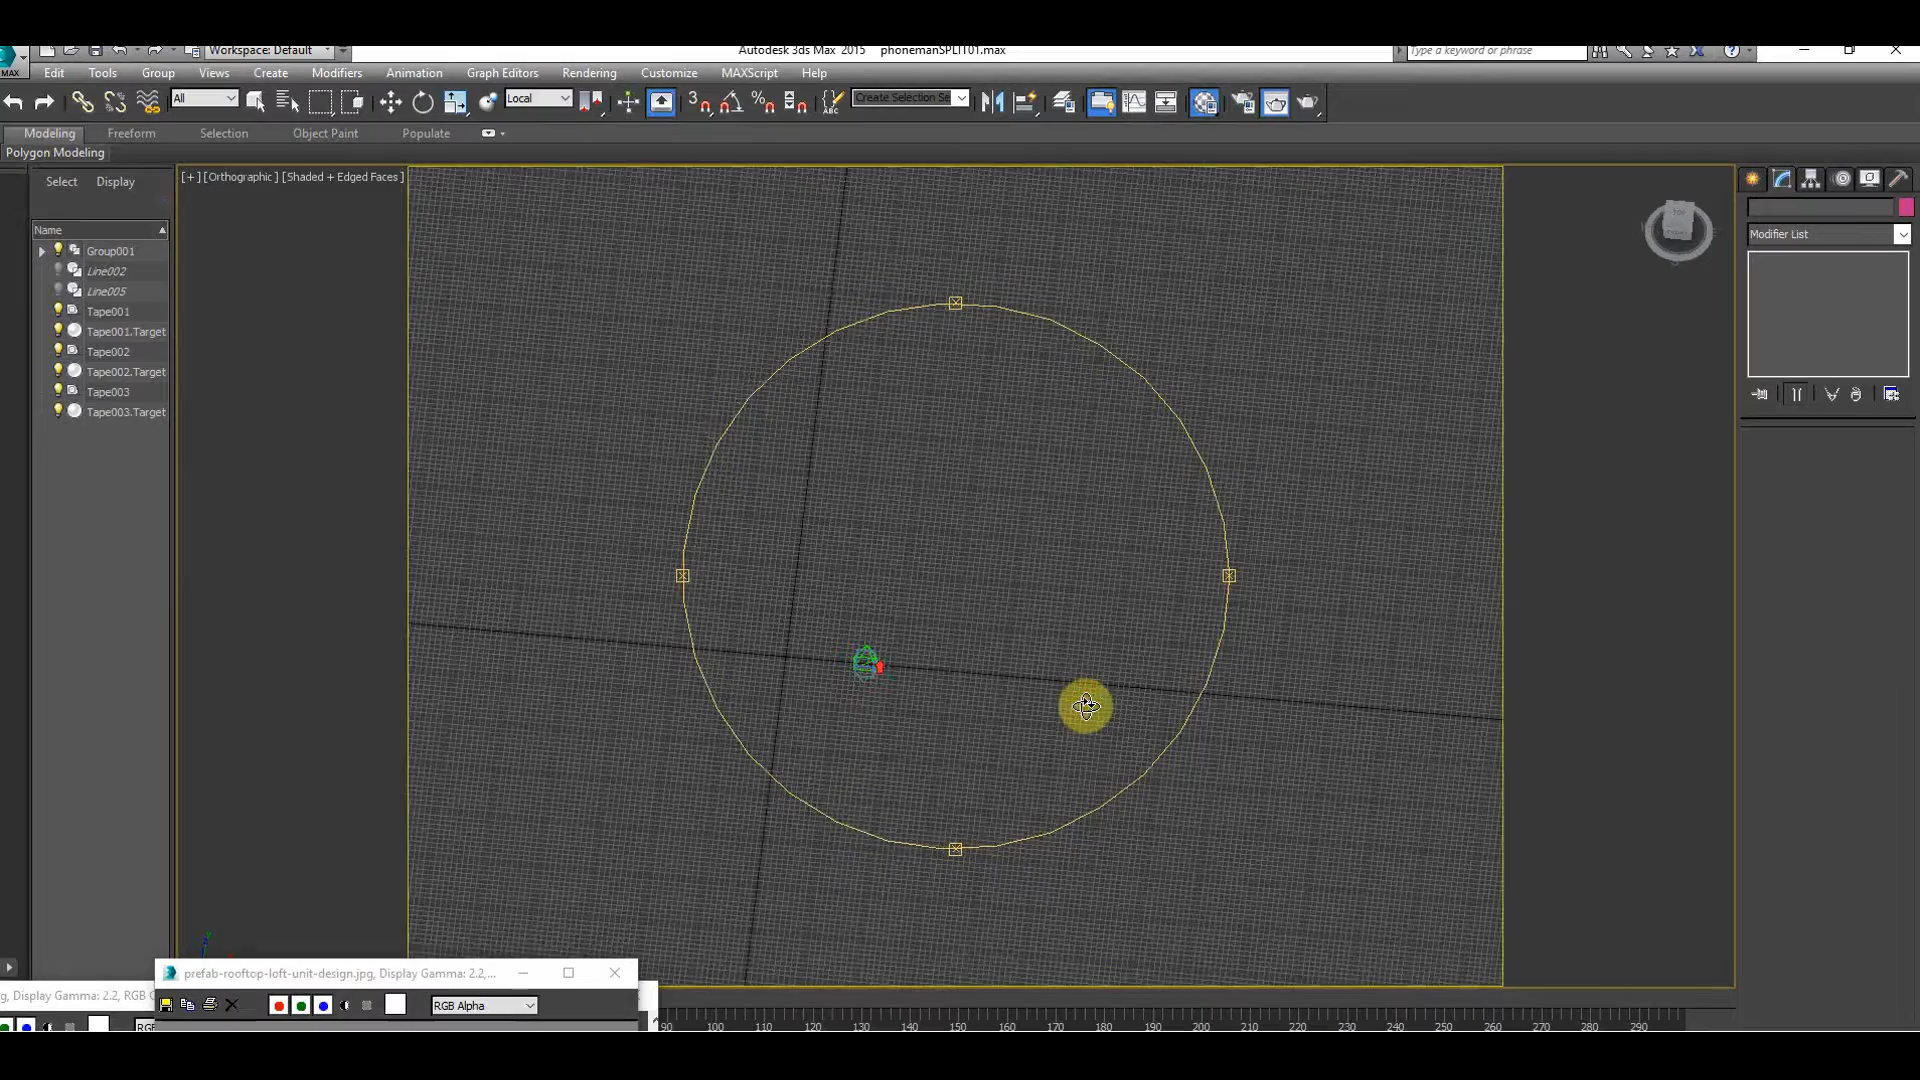 Workspace: Default
Autodesk 3ds Max 2015 phonemanSPLIT01.max
Type a keyword or phrase
MAX
Edit Tools Group Views Create Modifiers Animation Graph Editors Rendering Customize MAXScript Help
All
Local
3
Create Selection Se
ABC
Modeling Freeform Selection Object Paint Populate
Polygon Modeling
Select Display
[+] [Orthographic] [Shaded + Edged Faces]
TOP
Name
Modifier List
Group001
Line002
Line005
Tape001
Tape001.Target
Tape002
Tape002.Target
Tape003
Tape003.Target
prefab-rooftop-loft-unit-design.jpg, Display Gamma: 2.2,...
g, Display Gamma: 2.2, RGB C
RGB Alpha
RGB
90 100 110 120 130 140 150 160 170 180 190 200 210 220 230 240 250 260 270 280 290